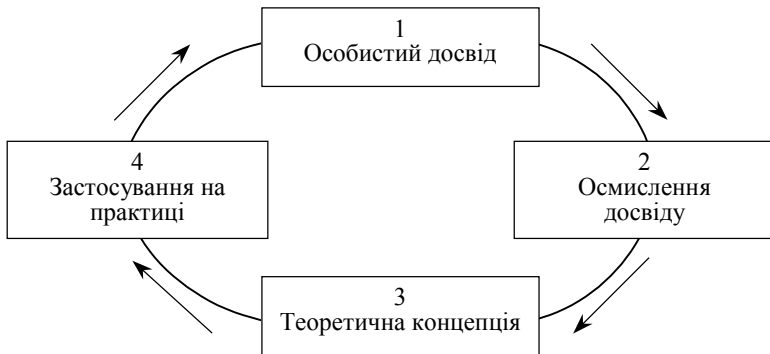 1
Особистий досвід
2
Осмислення
досвіду
3
Теоретична концепція
4
Застосування на
практиці